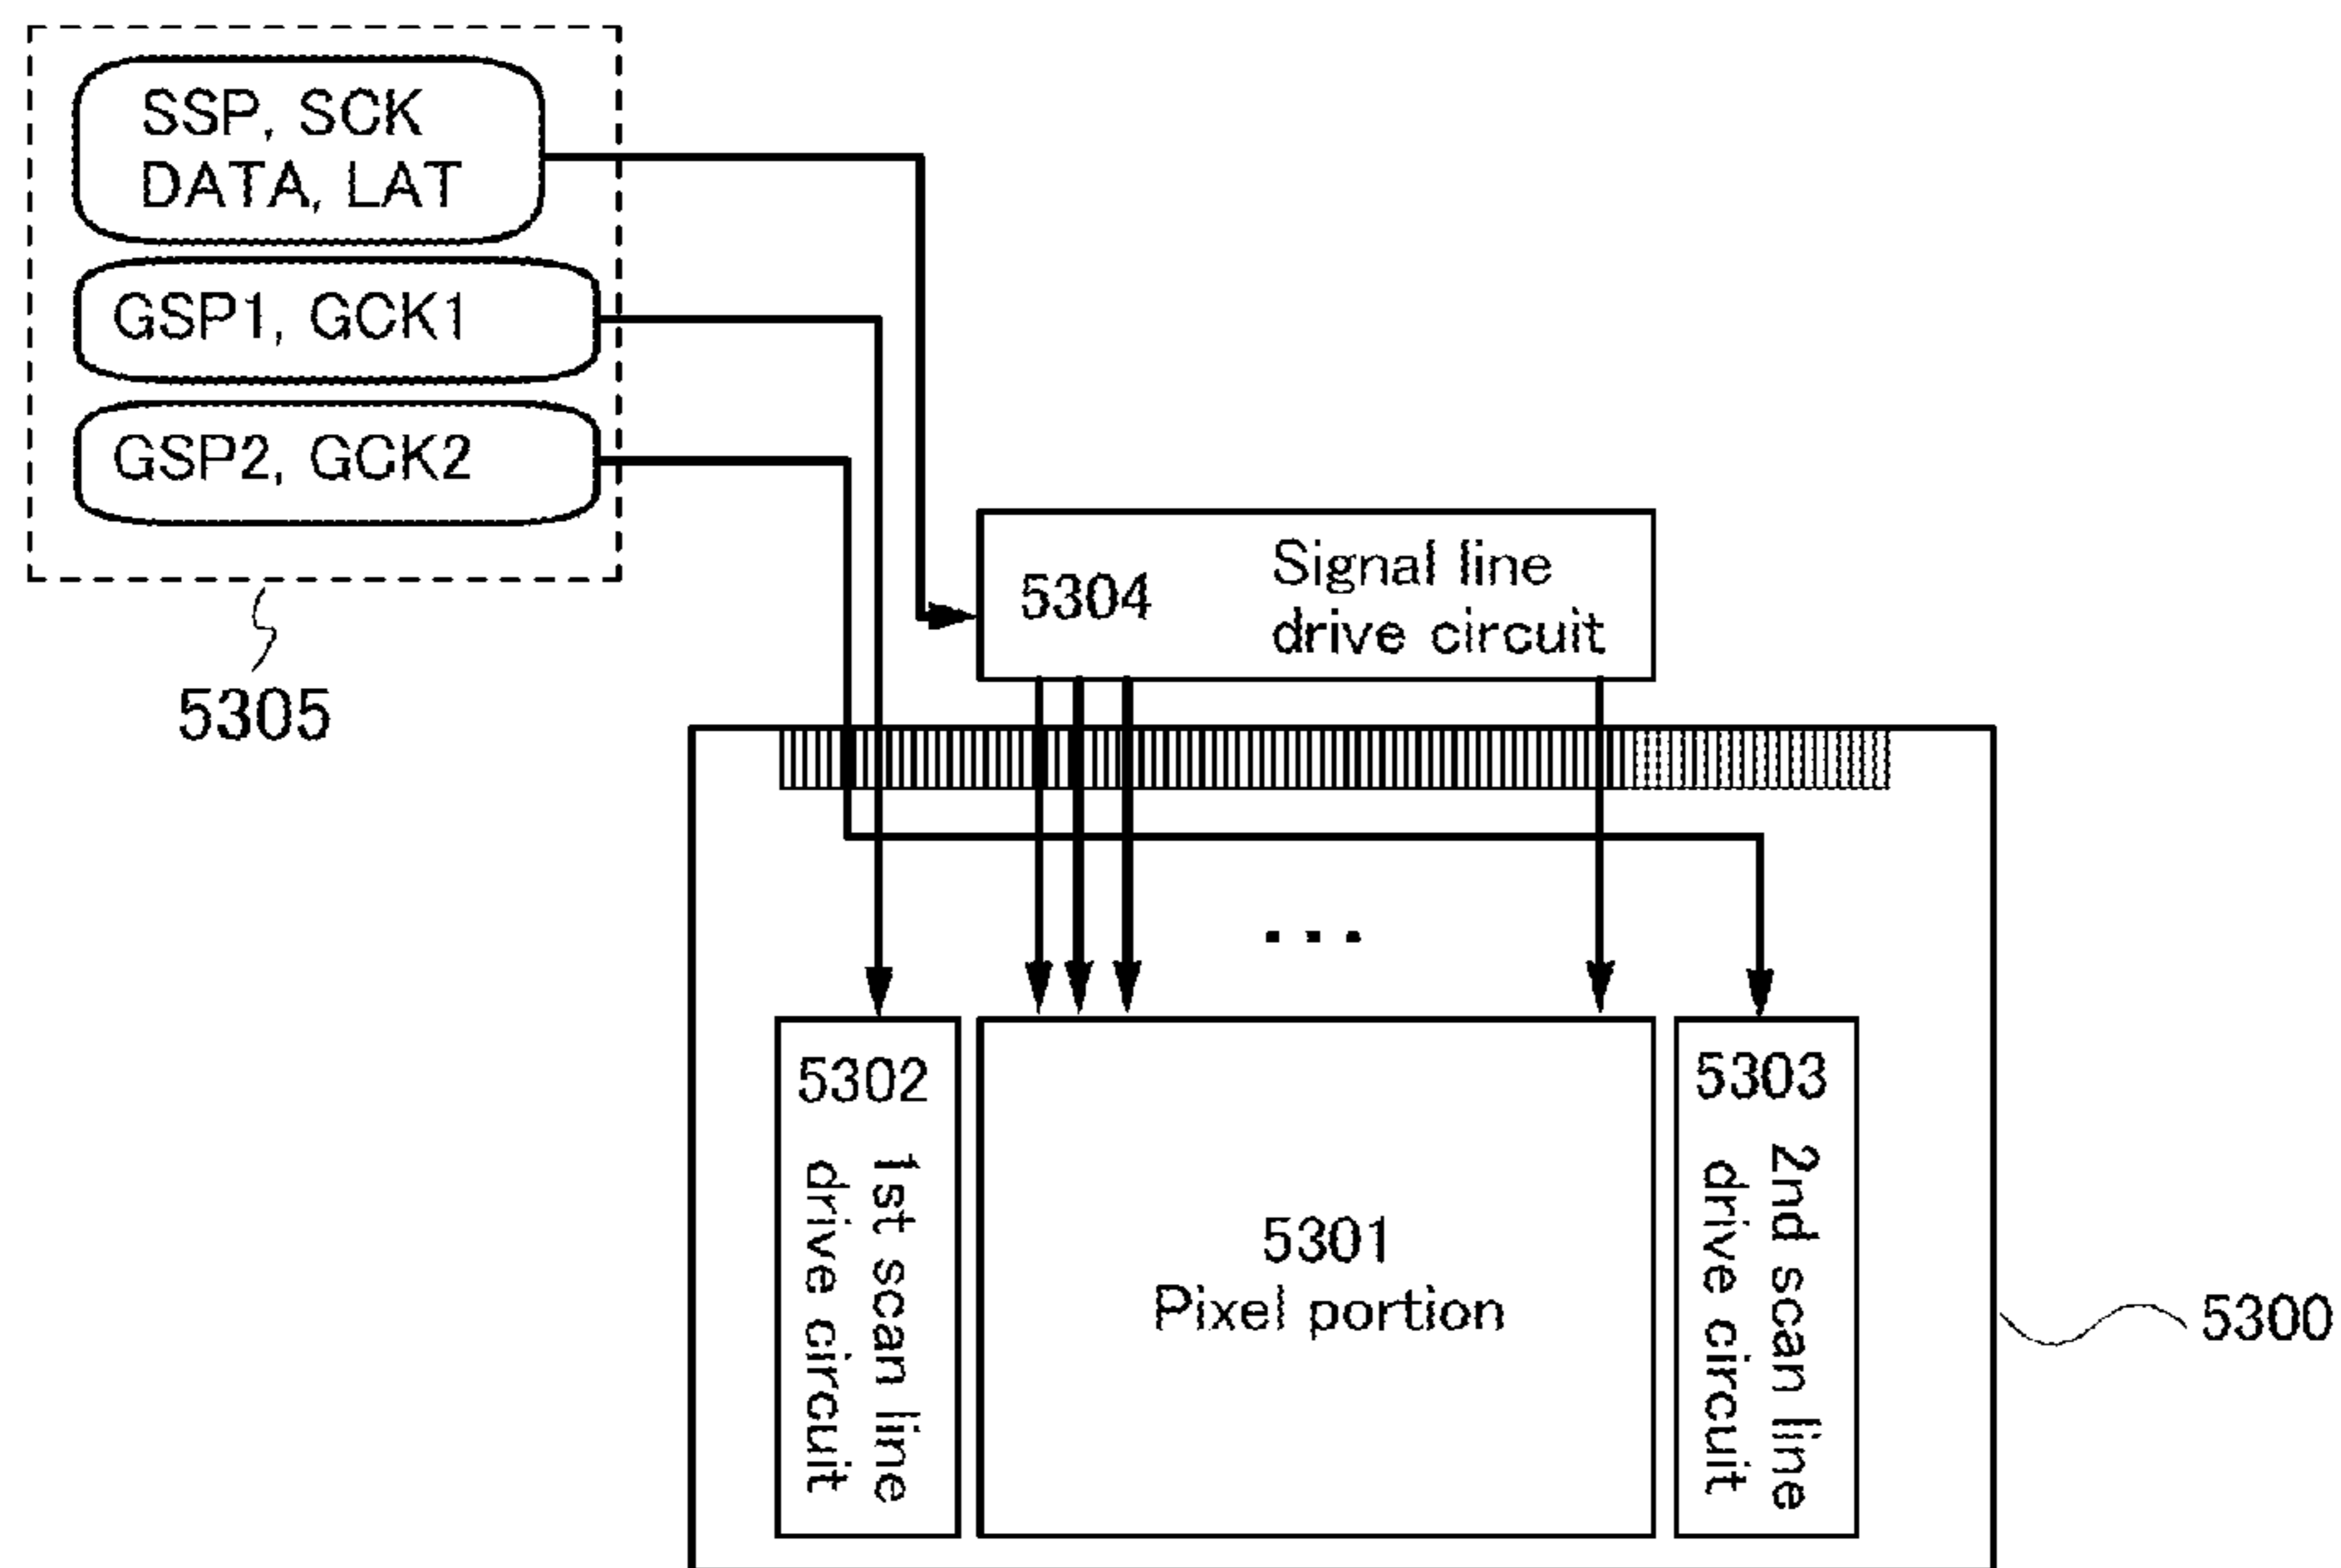 SSP, SCK
DATA, LAT
GSP1, GCK1
GSP2, GCK2
5305
5304
Signal line
drive circuit
...
5302
1st scan line
drive circuit
5301
Pixel portion
5303
2nd scan line
drive circuit
5300